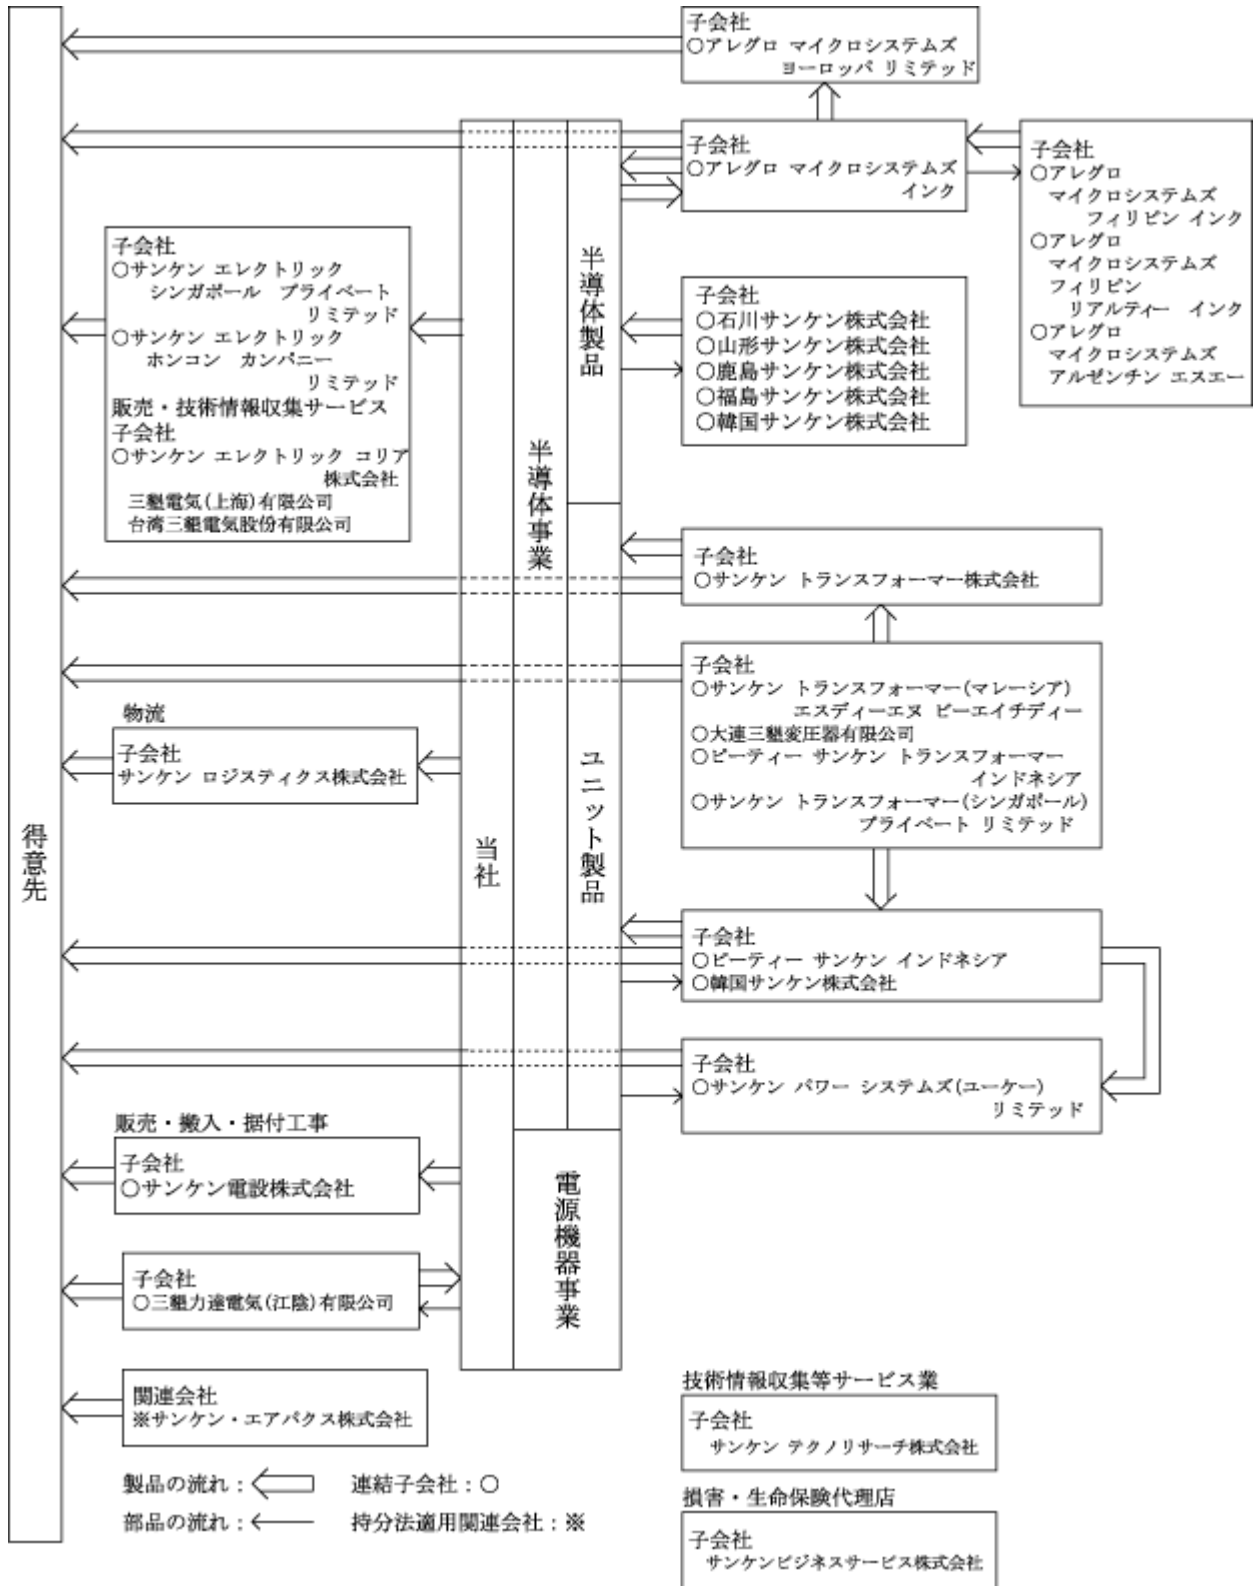 子会社
○アレグロ マイクロシステムズ
ヨーロッパ リミテッド
子会社
○アレグロ マイクロシステムズ
インク
子会社
○アレグロ
マイクロシステムズ
フィリピン インク
○アレグロ
マイクロシステムズ
フィリピン
リアルティー インク
○アレグロ
マイクロシステムズ
アルゼンチン エスエー
子会社
○サンケン エレクトリック
シンガポール プライベート
リミテッド
○サンケン エレクトリック
ホンコン カンパニー
リミテッド
販売・技術情報収集サービス
子会社
○サンケン エレクトリック コリア
株式会社
三墾電気(上海)有限公司
台湾三墾電気股份有限公司
半導体製品
子会社
○石川サンケン株式会社
○山形サンケン株式会社
○鹿島サンケン株式会社
○福島サンケン株式会社
○韓国サンケン株式会社
半導体事業
子会社
○サンケン トランスフォーマー株式会社
子会社
○サンケン トランスフォーマー(マレーシア)
エスディーエヌ ビーエイチディー
○大連三墾変圧器有限公司
○ピーティー サンケン トランスフォーマー
インドネシア
○サンケン トランスフォーマー(シンガポール)
プライベート リミテッド
物流
子会社
サンケン ロジスティクス株式会社
ユニット製品
得意先
当社
子会社
○ピーティー サンケン インドネシア
○韓国サンケン株式会社
子会社
○サンケン パワー システムズ(ユーケー)
リミテッド
販売・搬入・据付工事
子会社
○サンケン電設株式会社
電源機器事業
子会社
○三墾力達電気(江陰)有限公司
関連会社
※サンケン・エアパクス株式会社
技術情報収集等サービス業
子会社
サンケン テクノリサーチ株式会社
製品の流れ： 連結子会社：○
部品の流れ： 持分法適用関連会社：※
損害・生命保険代理店
子会社
サンケンビジネスサービス株式会社